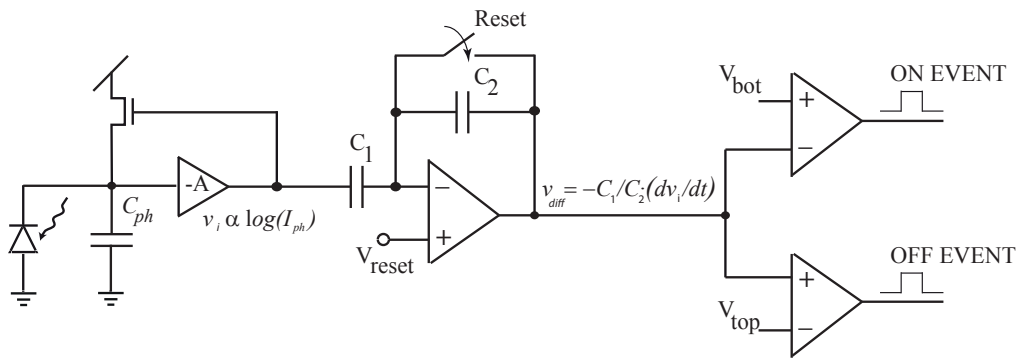 Reset
C2
C1
Vbot
+
−
ON EVENT
-A
Cph
vi α log(Iph)
−
+
Vreset
vdiff = −C1/C2(dvi/dt)
OFF EVENT
+
−
Vtop